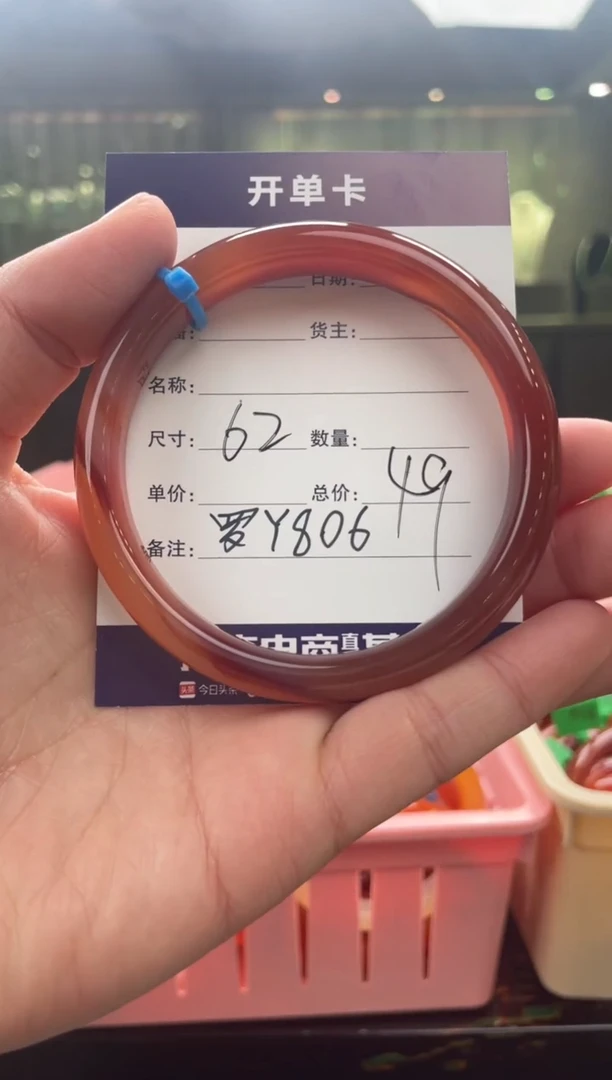 开单卡
日期:
货主:
名称:
尺寸: 62 数量:
单价: 总价: 49
备注: 罗Y806
今日头条